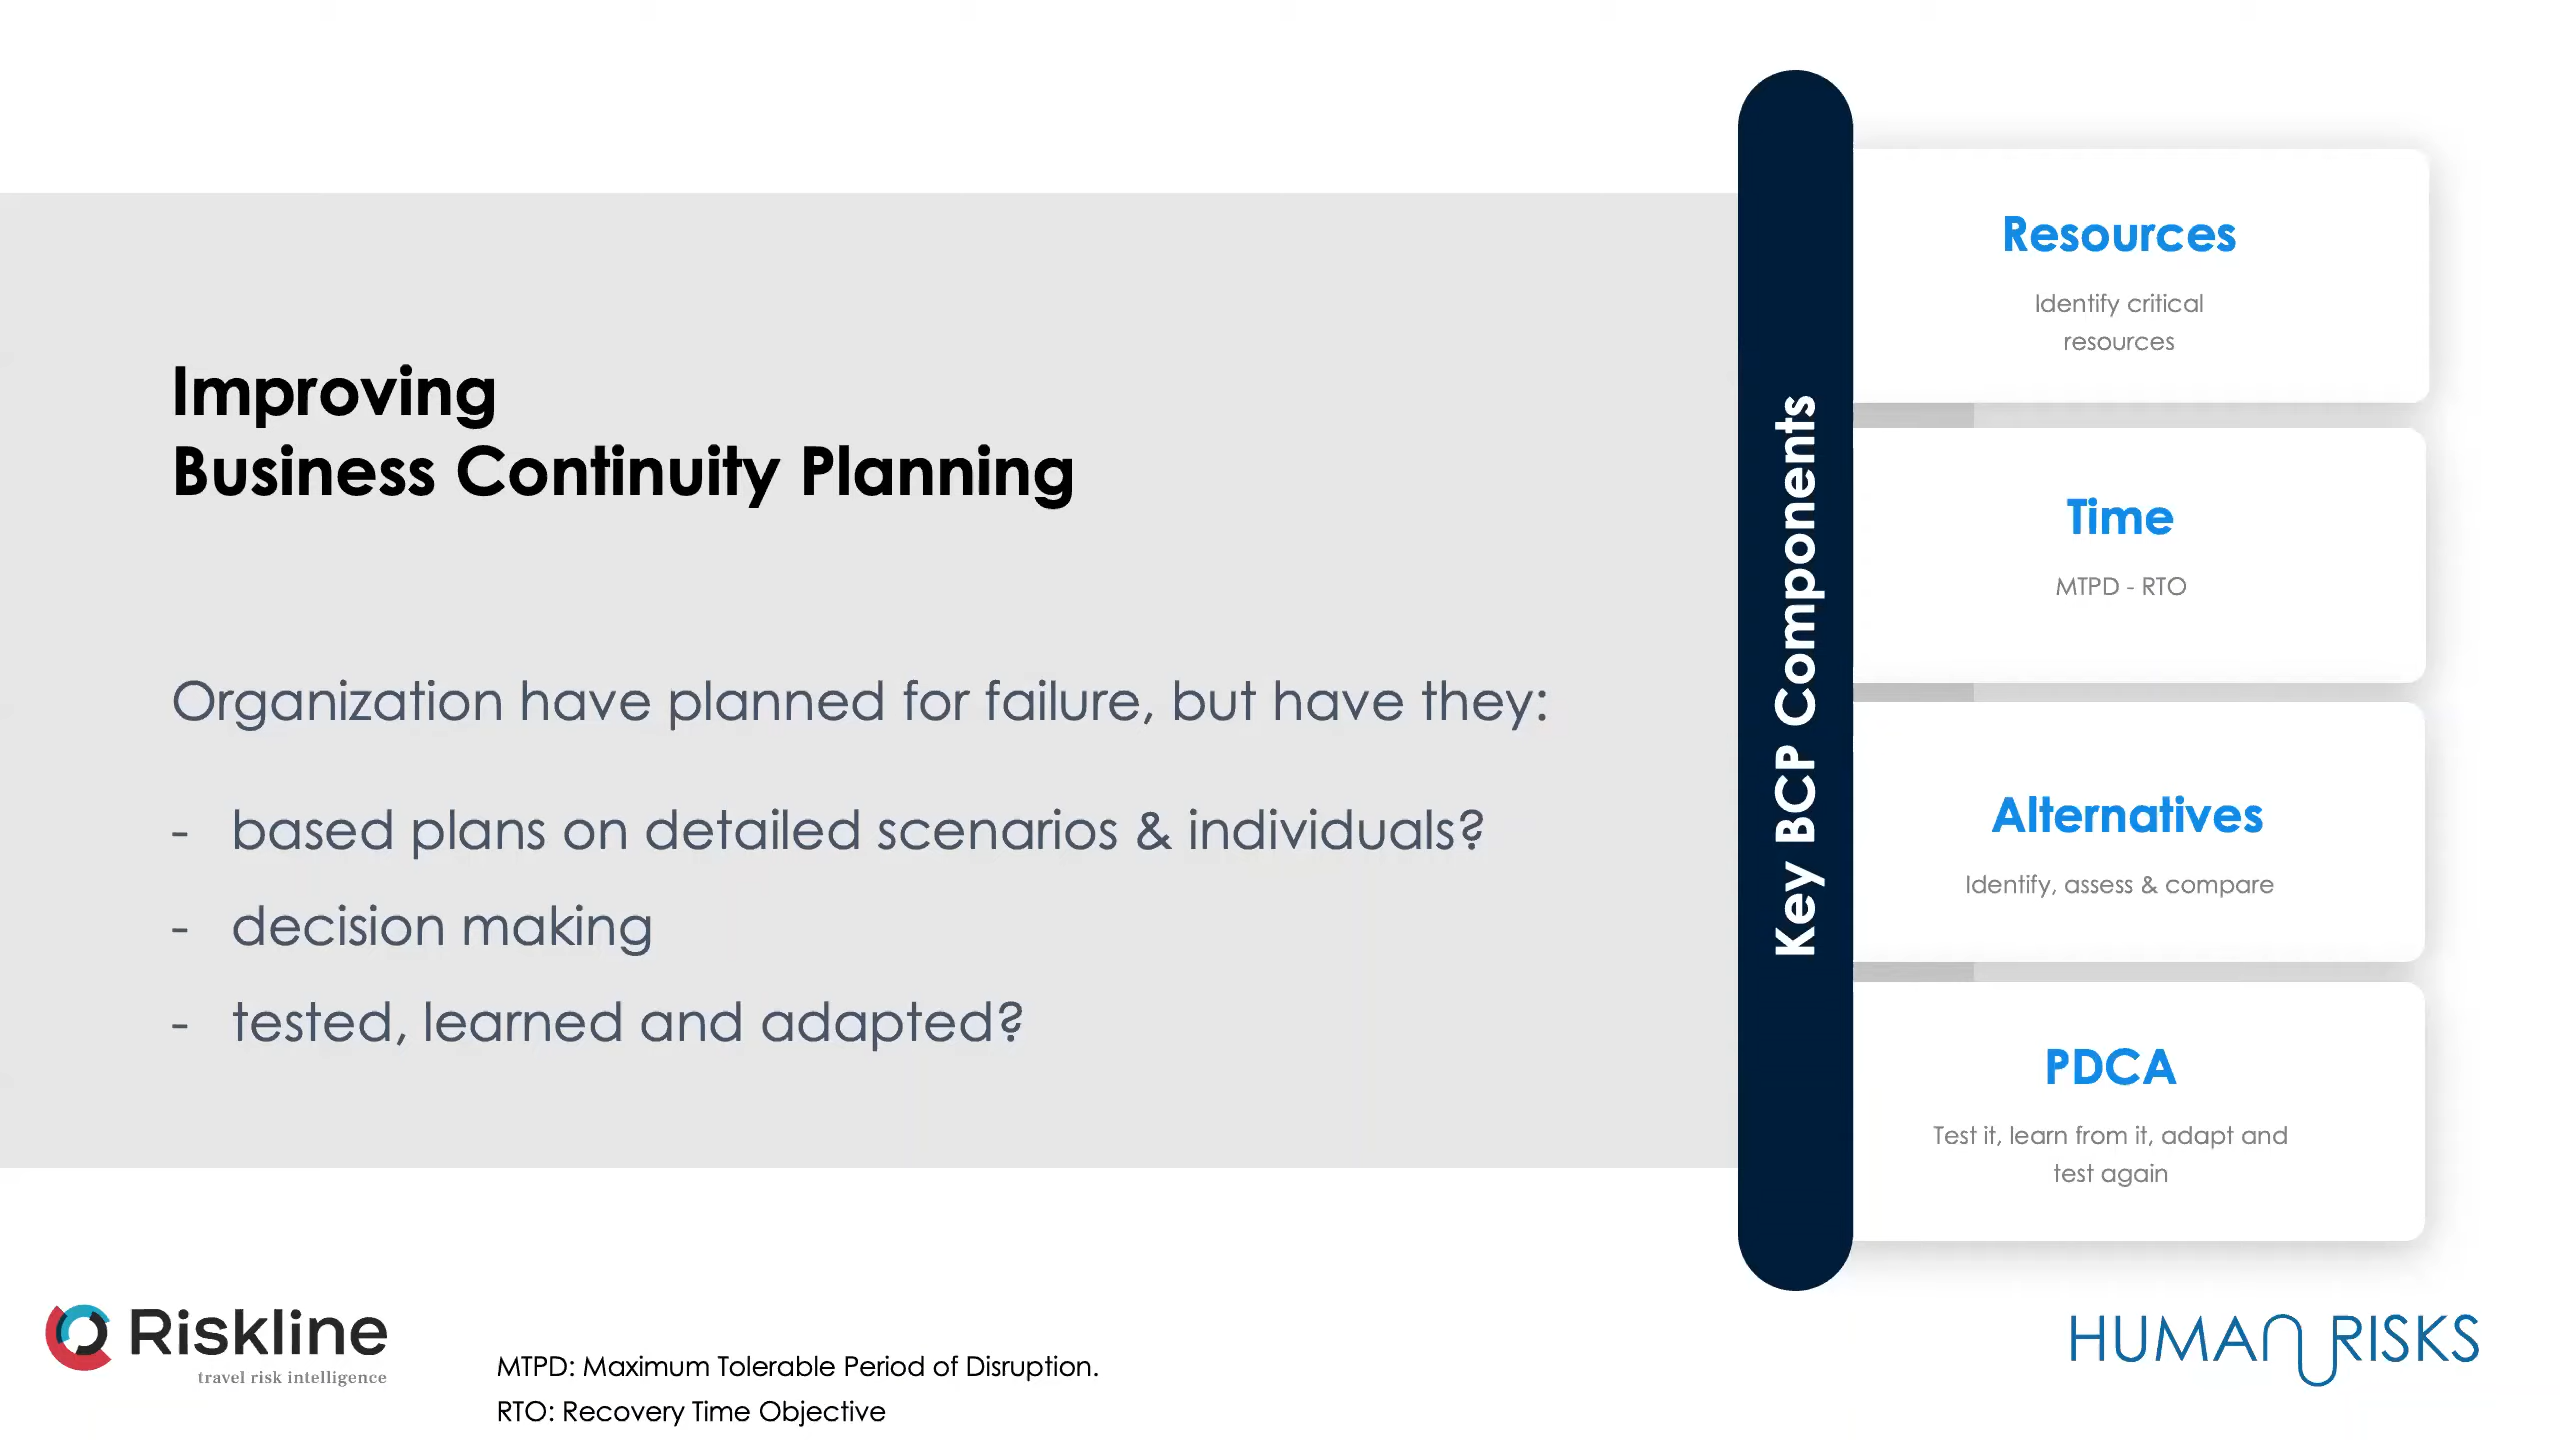 Improving
Business Continuity Planning
Organization have planned for failure, but have they:
- based plans on detailed scenarios & individuals?
- decision making
- tested, learned and adapted?
Key BCP Components
Resources
Identify critical
resources
Time
MTPD - RTO
Alternatives
Identify, assess & compare
PDCA
Test it, learn from it, adapt and
test again
Riskline
travel risk intelligence
MTPD: Maximum Tolerable Period of Disruption.
RTO: Recovery Time Objective
HUMAN RISKS